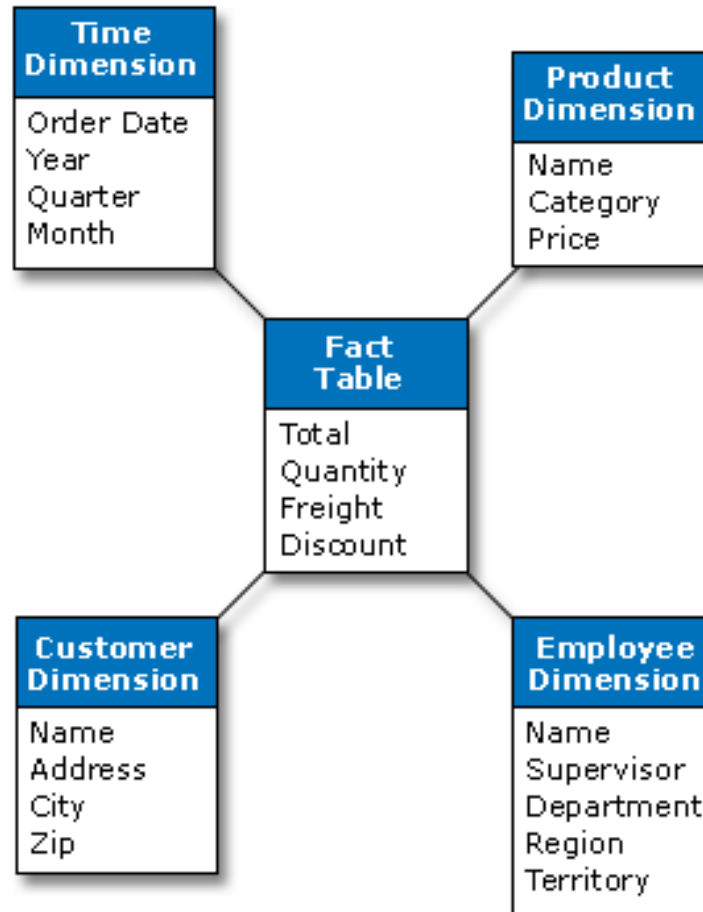 Time
Dimension
Order Date
Year
Quarter
Month
Product
Dimension
Name
Category
Price
Fact
Table
Total
Quantity
Freight
Discount
Customer
Dimension
Name
Address
City
Zip
Employee
Dimension
Name
Supervisor
Department
Region
Territory